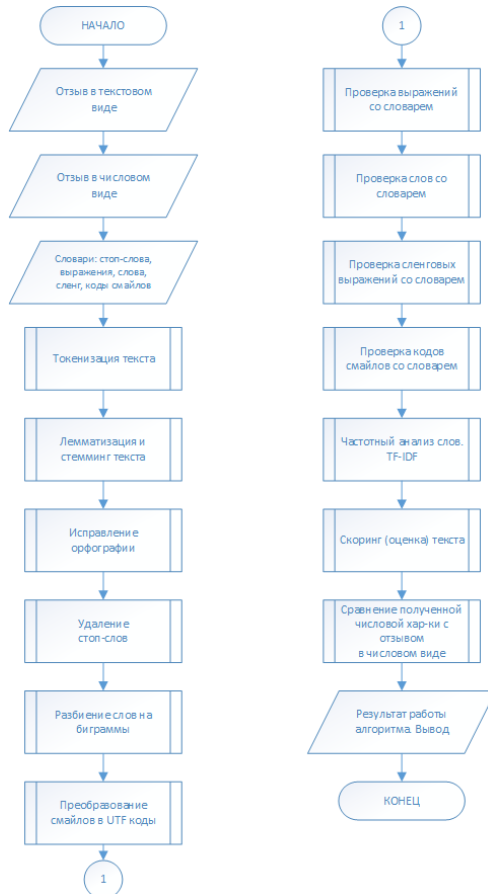 НАЧАЛО
Отзыв в текстовом
виде
Отзыв в числовом
виде
Словари: стоп-слова,
выражения, слова,
сленг, коды смайлов
Токенизация текста
Лемматизация и
стемминг текста
Исправление
орфографии
Удаление
стоп-слов
Разбиение слов на
биграммы
Преобразование
смайлов в UTF коды
1
1
Проверка выражений
со словарем
Проверка слов со
словарем
Проверка сленговых
выражений со словарем
Проверка кодов
смайлов со словарем
Частотный анализ слов.
TF-IDF
Скоринг (оценка) текста
Сравнение полученной
числовой хар-ки с
отзывом
в числовом виде
Результат работы
алгоритма. Вывод
КОНЕЦ